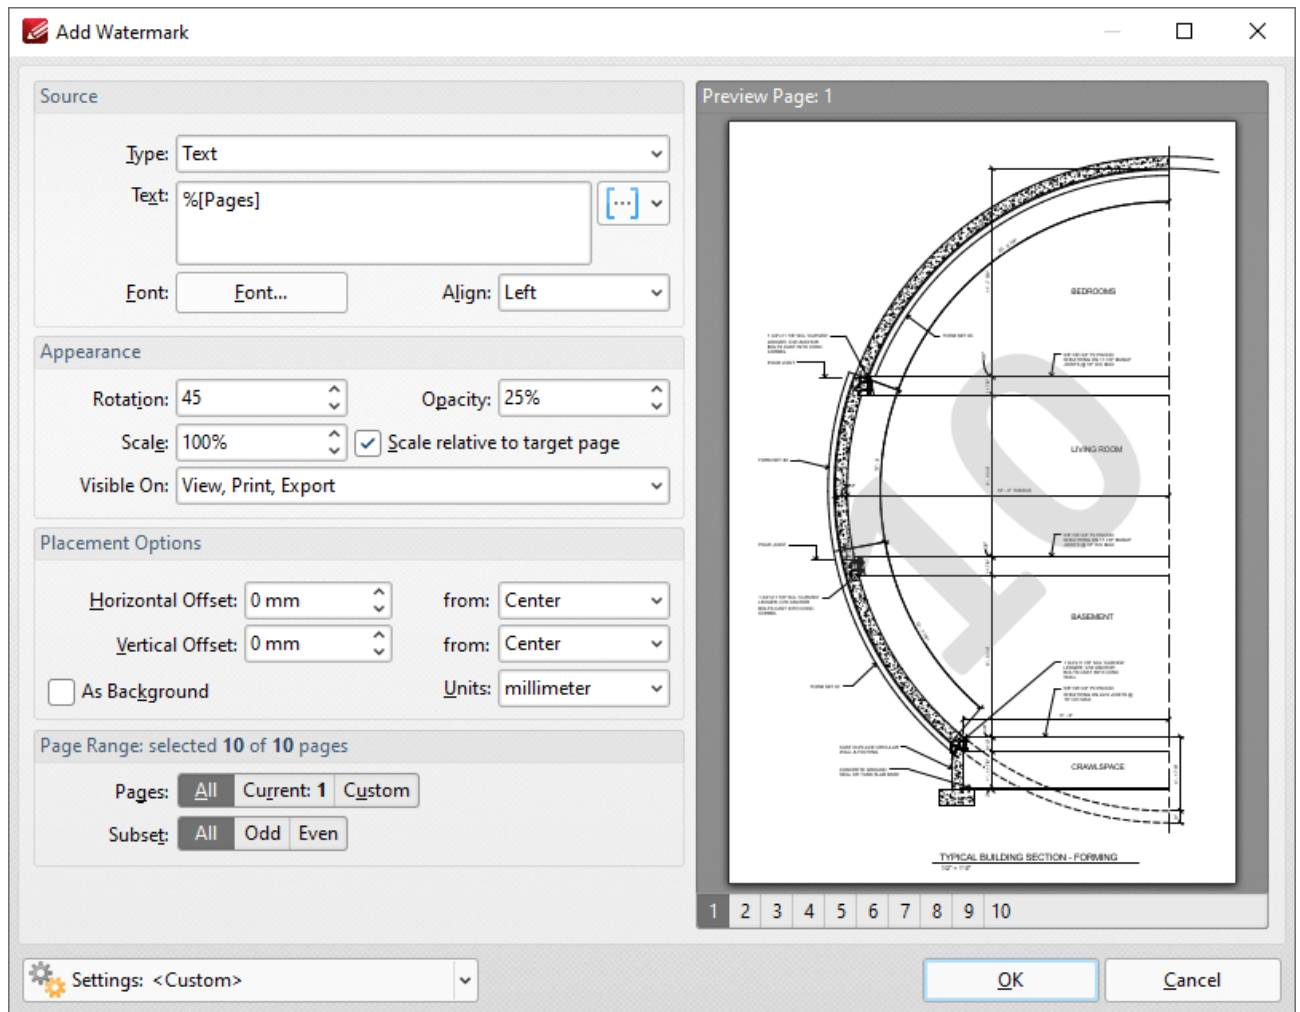 Add Watermark
Source
Type: Text
Text: %[Pages]
Font: Font... Align: Left
Appearance
Rotation: 45 Opacity: 25%
Scale: 100% Scale relative to target page
Visible On: View, Print, Export
Placement Options
Horizontal Offset: 0 mm from: Center
Vertical Offset: 0 mm from: Center
As Background Units: millimeter
Page Range: selected 10 of 10 pages
Pages: All Current: 1 Custom
Subset: All Odd Even
Preview Page: 1
BEDROOMS
LIVING ROOM
10
BASEMENT
CRAWLSPACE
TYPICAL BUILDING SECTION - FORMING
1 2 3 4 5 6 7 8 9 10
Settings: <Custom>
OK Cancel